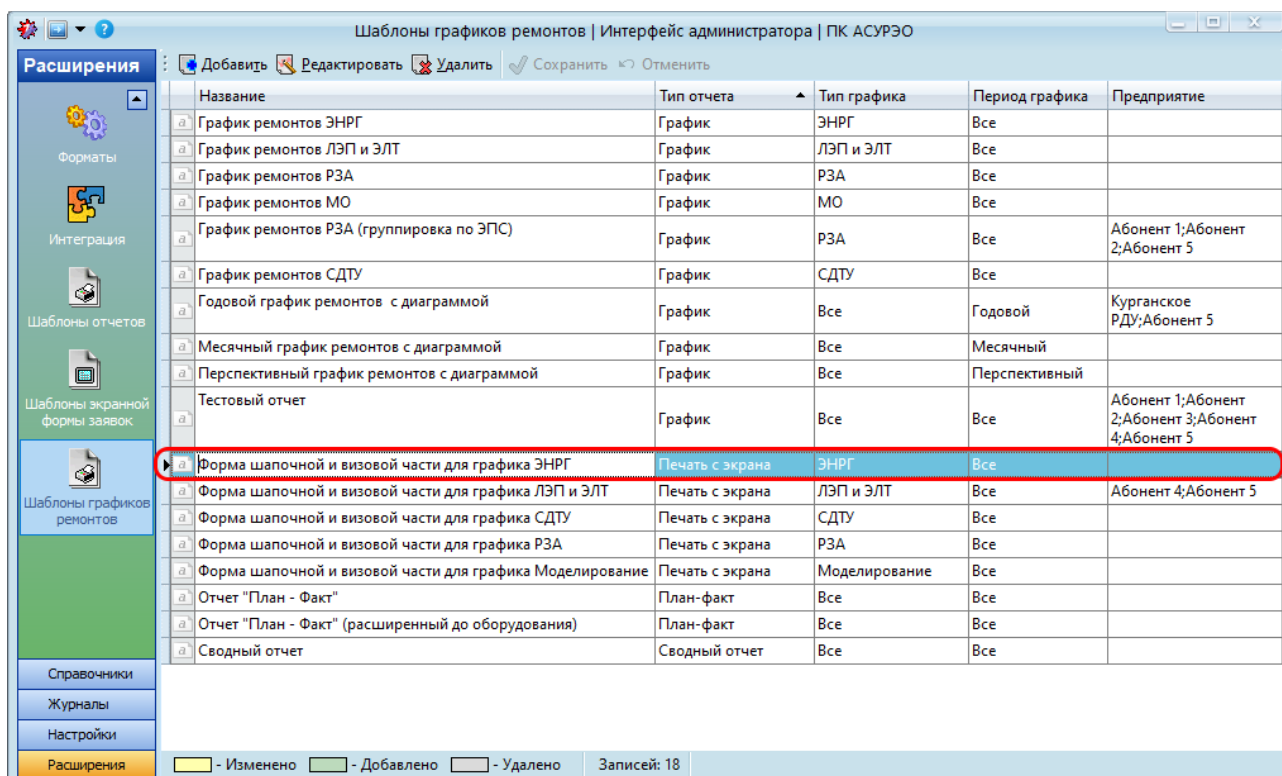 Шаблоны графиков ремонтов | Интерфейс администратора | ПК АСУРЭО
Расширения
Добавить Редактировать Удалить Сохранить Отменить
Форматы
Интеграция
Шаблоны отчетов
Шаблоны экранной
формы заявок
Шаблоны графиков
ремонтов
Справочники
Журналы
Настройки
Расширения
Название Тип отчета Тип графика Период графика Предприятие
График ремонтов ЭНРГ График ЭНРГ Все
График ремонтов ЛЭП и ЭЛТ График ЛЭП и ЭЛТ Все
График ремонтов РЗА График РЗА Все
График ремонтов МО График МО Все
График ремонтов РЗА (группировка по ЭПС) График РЗА Все Абонент 1;Абонент
2;Абонент 5
График ремонтов СДТУ График СДТУ Все
Годовой график ремонтов с диаграммой График Все Годовой Курганское
РДУ;Абонент 5
Месячный график ремонтов с диаграммой График Все Месячный
Перспективный график ремонтов с диаграммой График Все Перспективный
Тестовый отчет График Все Все Абонент 1;Абонент
2;Абонент 3;Абонент
4;Абонент 5
Форма шапочной и визовой части для графика ЭНРГ Печать с экрана ЭНРГ Все
Форма шапочной и визовой части для графика ЛЭП и ЭЛТ Печать с экрана ЛЭП и ЭЛТ Все Абонент 4;Абонент 5
Форма шапочной и визовой части для графика СДТУ Печать с экрана СДТУ Все
Форма шапочной и визовой части для графика РЗА Печать с экрана РЗА Все
Форма шапочной и визовой части для графика Моделирование Печать с экрана Моделирование Все
Отчет "План - Факт" План-факт Все Все
Отчет "План - Факт" (расширенный до оборудования) План-факт Все Все
Сводный отчет Сводный отчет Все Все
- Изменено - Добавлено - Удалено Записей: 18